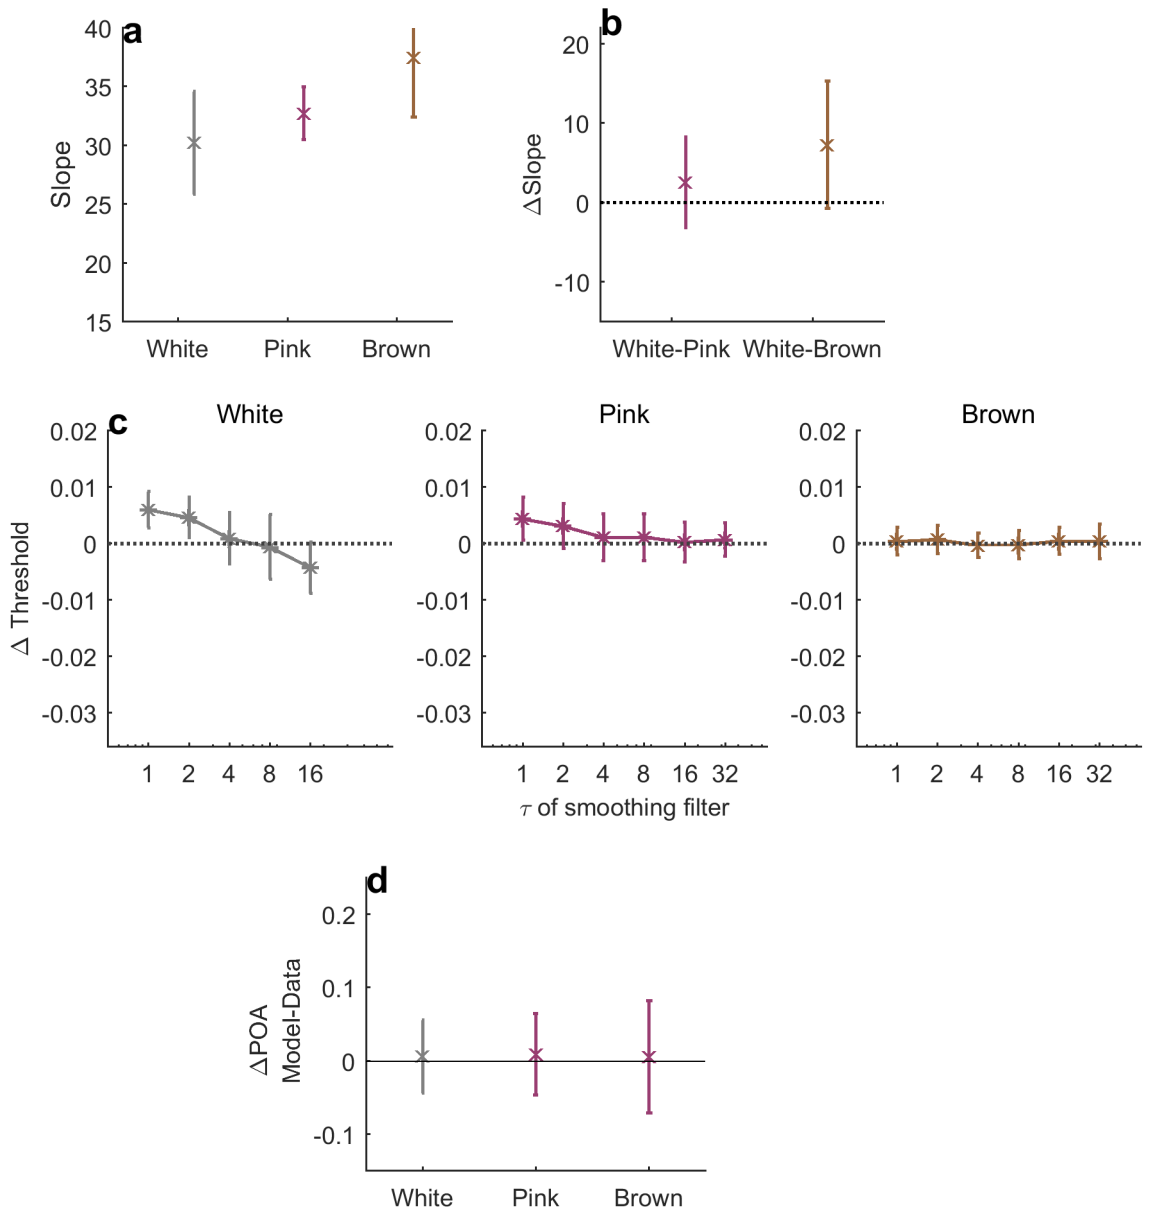 a
40
35
30
25
20
15
Slope
White Pink Brown
b
20
10
0
-10
ΔSlope
White-Pink White-Brown
c
White
0.02
0.01
0
-0.01
-0.02
-0.03
Δ Threshold
1 2 4 8 16
Pink
0.02
0.01
0
-0.01
-0.02
-0.03
1 2 4 8 16 32
τ of smoothing filter
Brown
0.02
0.01
0
-0.01
-0.02
-0.03
1 2 4 8 16 32
d
0.2
0.1
0
-0.1
ΔPOA
Model-Data
White Pink Brown